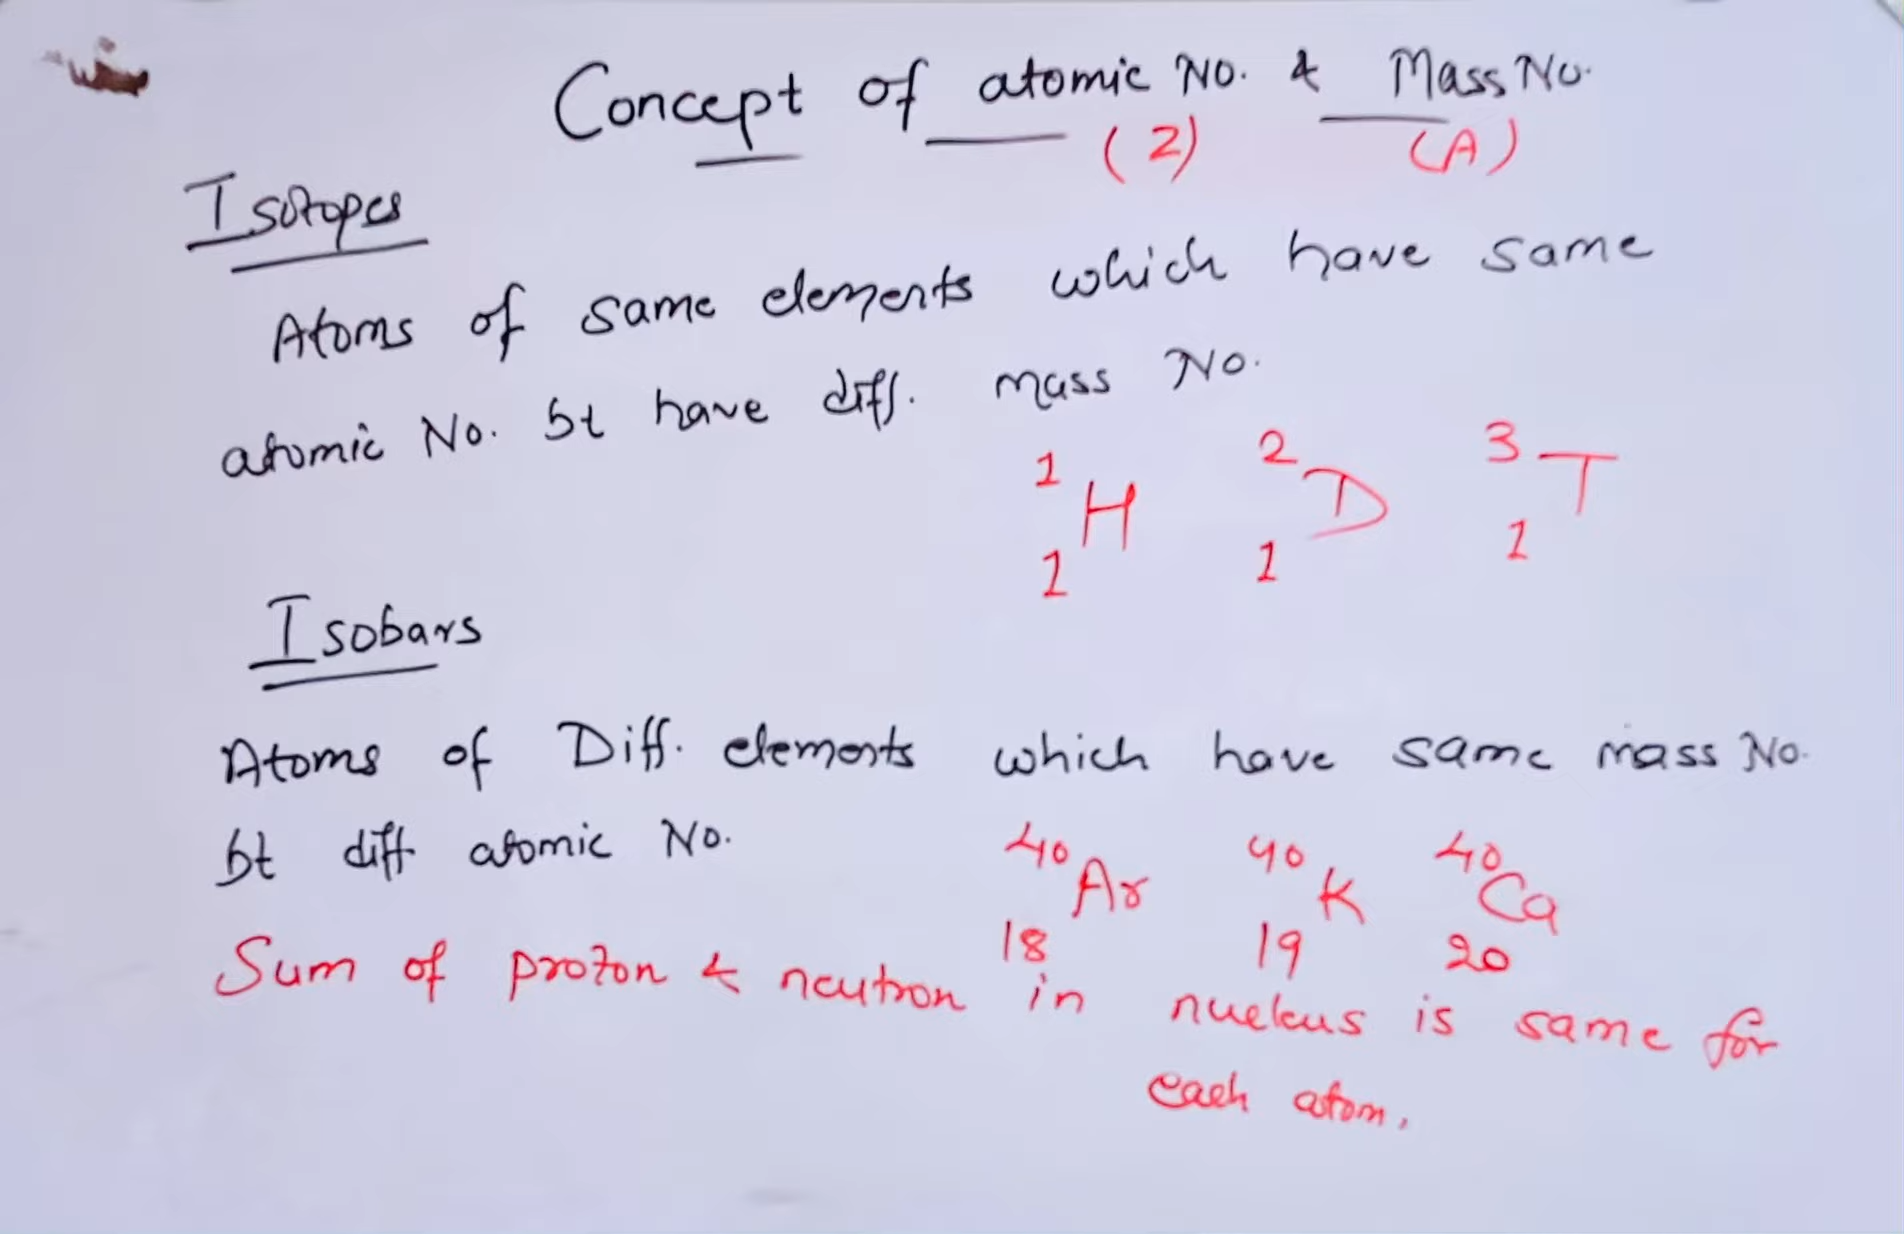 Concept of atomic No. & Mass No.
(Z) (A)
Isotopes
Atoms of same elements which have same
atomic No. bt have diff. mass No.
1 H 1 2 D 1 3 T 1
Isobars
Atoms of Diff. elements which have same mass No.
bt diff atomic No. 40 Ar 18 40 K 19 40 Ca 20
Sum of proton & neutron in nucleus is same for
each atom.